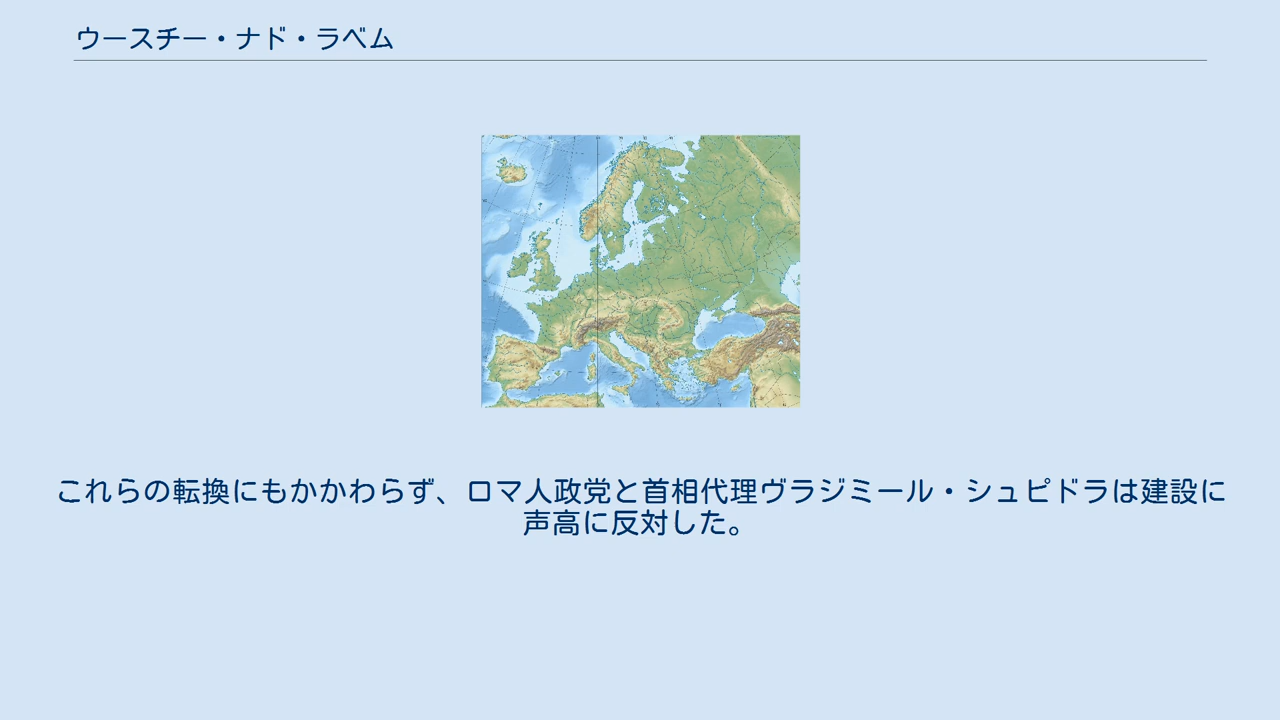 ウースチー・ナド・ラベム
これらの転換にもかかわらず、ロマ人政党と首相代理ヴラジミール・シュピドラは建設に
声高に反対した。